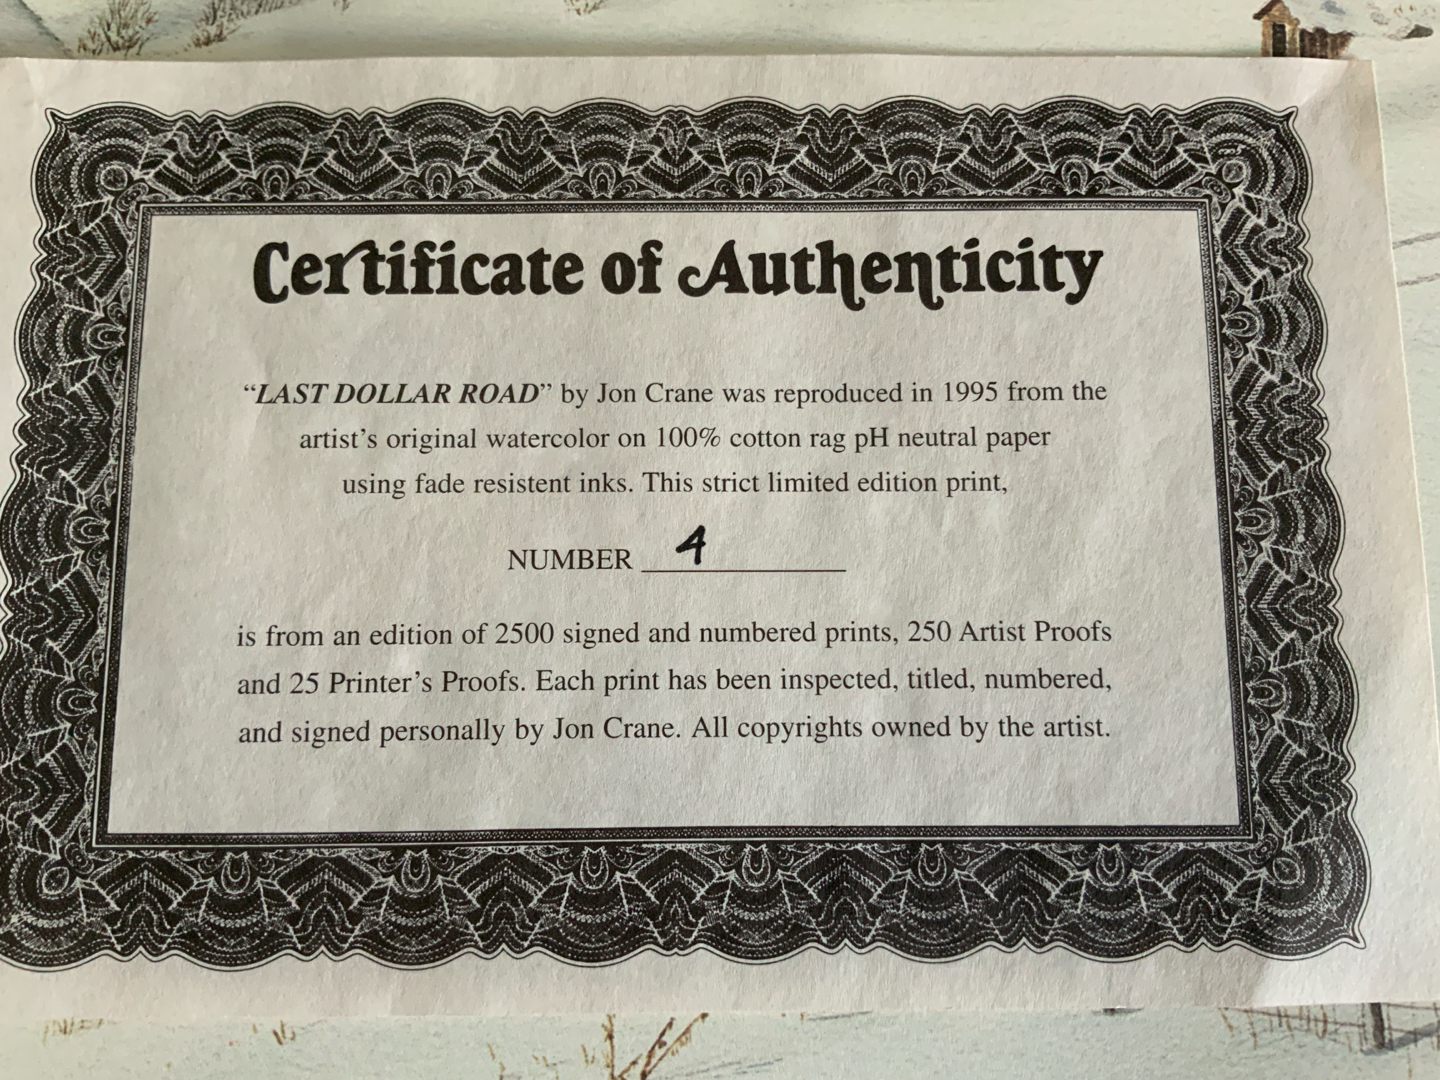 Certificate of Authenticity
“LAST DOLLAR ROAD” by Jon Crane was reproduced in 1995 from the
artist’s original watercolor on 100% cotton rag pH neutral paper
using fade resistent inks. This strict limited edition print,
NUMBER 4
is from an edition of 2500 signed and numbered prints, 250 Artist Proofs
and 25 Printer’s Proofs. Each print has been inspected, titled, numbered,
and signed personally by Jon Crane. All copyrights owned by the artist.